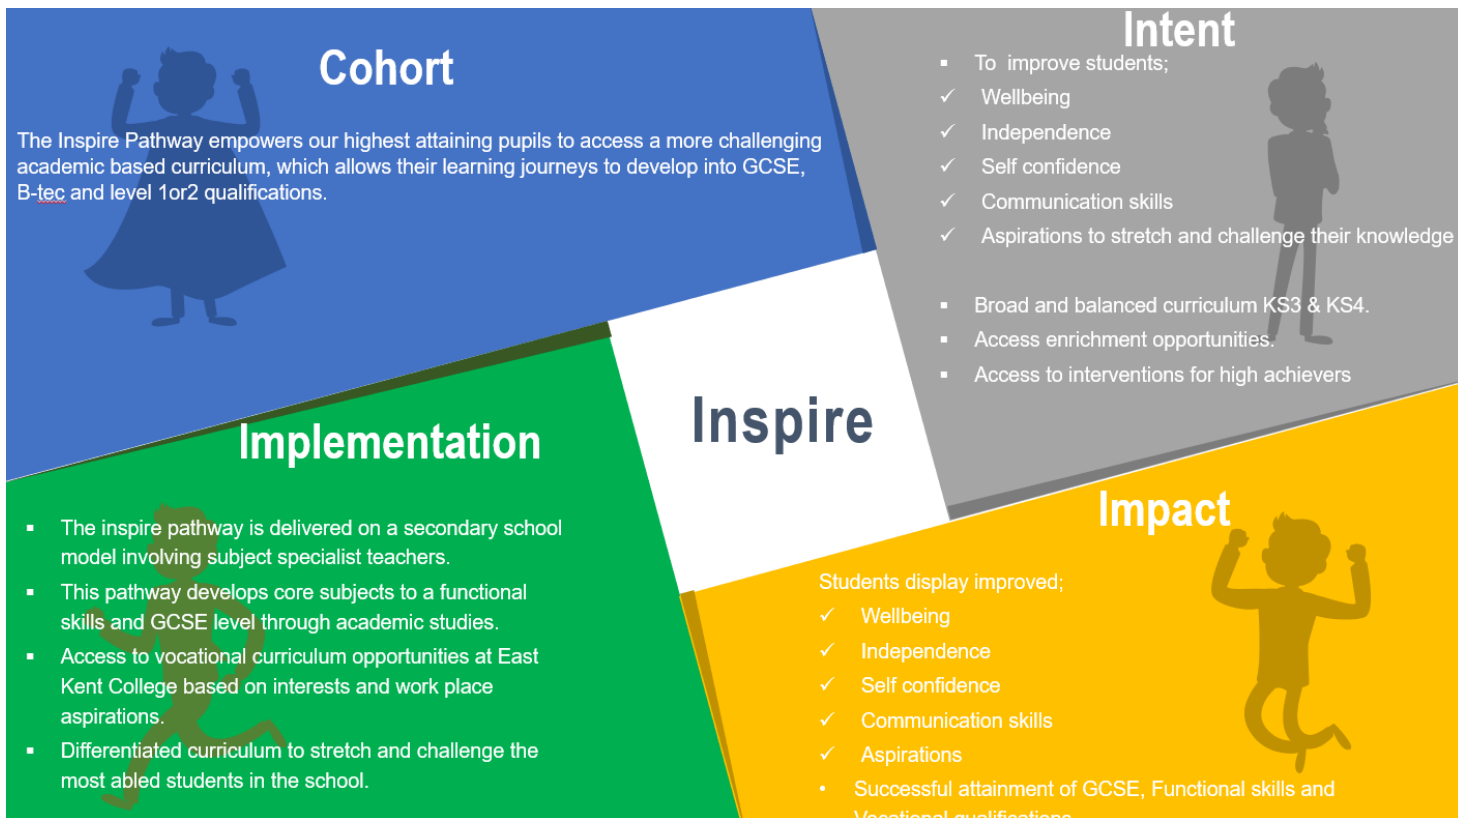 Cohort
The Inspire Pathway empowers our highest attaining pupils to access a more challenging
academic based curriculum, which allows their learning journeys to develop into GCSE,
B-tec and level 1or2 qualifications.
Intent
▪ To  improve students;
✓ Wellbeing
✓ Independence
✓ Self confidence
✓ Communication skills
✓ Aspirations to stretch and challenge their knowledge
▪ Broad and balanced curriculum KS3 & KS4.
▪ Access enrichment opportunities.
▪ Access to interventions for high achievers
Inspire
Implementation
▪ The inspire pathway is delivered on a secondary school
model involving subject specialist teachers.
▪ This pathway develops core subjects to a functional
skills and GCSE level through academic studies.
▪ Access to vocational curriculum opportunities at East
Kent College based on interests and work place
aspirations.
▪ Differentiated curriculum to stretch and challenge the
most abled students in the school.
Impact
Students display improved;
✓ Wellbeing
✓ Independence
✓ Self confidence
✓ Communication skills
✓ Aspirations
• Successful attainment of GCSE, Functional skills and
Vocational qualifications